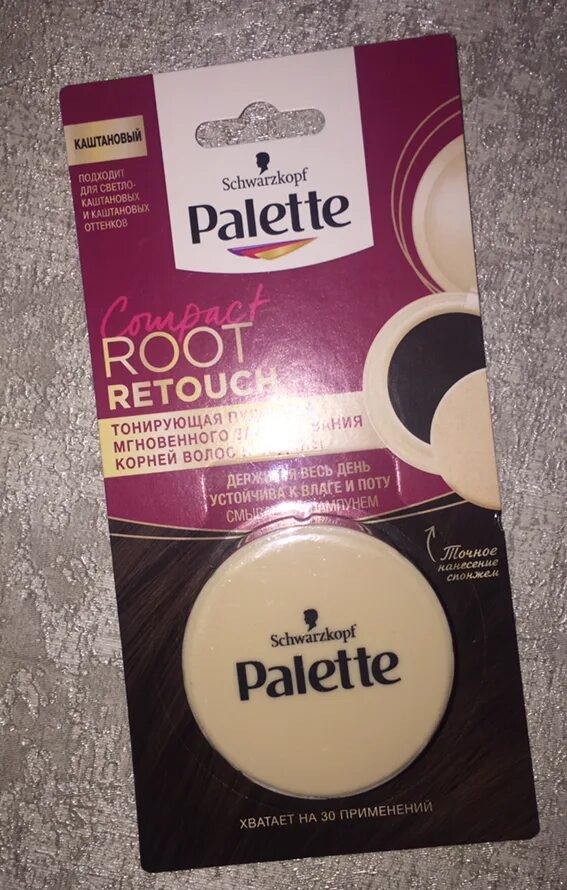 КАШТАНОВЫЙ
ПОДХОДИТ
ДЛЯ СВЕТЛО-
КАШТАНОВЫХ
И КАШТАНОВЫХ
ОТТЕНКОВ
Schwarzkopf
Palette
Compact
ROOT
RETOUCH
ТОНИРУЮЩАЯ
МГНОВЕННОГО
КОРНЕЙ ВОЛОС
ВЕСЬ ДЕНЬ
УСТОЙЧИВА К ВЛАГЕ И ПОТУ
Точное
нанесение
спонжем
Schwarzkopf
Palette
ХВАТАЕТ НА 30 ПРИМЕНЕНИЙ